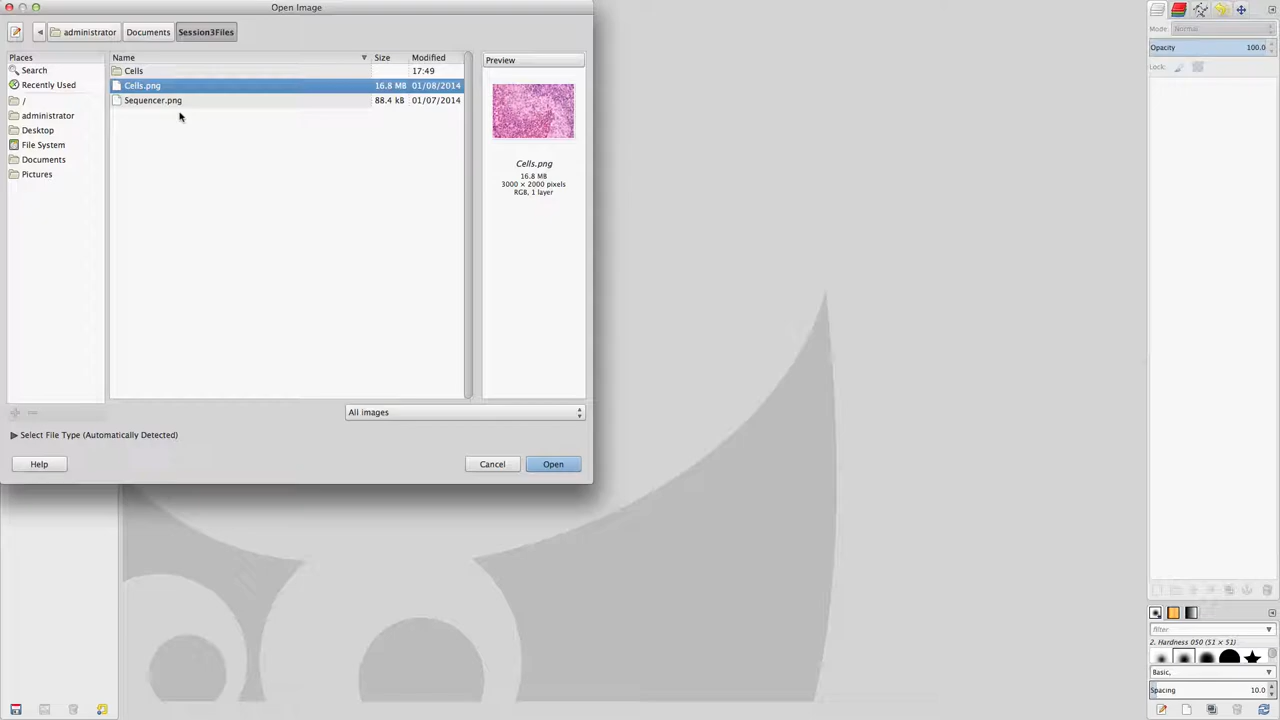 Open Image
administrator Documents Session3Files
Places Name Size Modified Preview
Search Cells 17:49
Recently Used Cells.png 16.8 MB 01/08/2014
/ Sequencer.png 88.4 kB 01/07/2014
administrator
Desktop
File System
Documents
Pictures
Cells.png
16.8 MB
3000 × 2000 pixels
RGB, 1 layer
All images
Select File Type (Automatically Detected)
Help Cancel Open
Mode: Normal
Opacity 100.0
Lock:
filter
2. Hardness 050 (51 × 51)
Basic,
Spacing 10.0